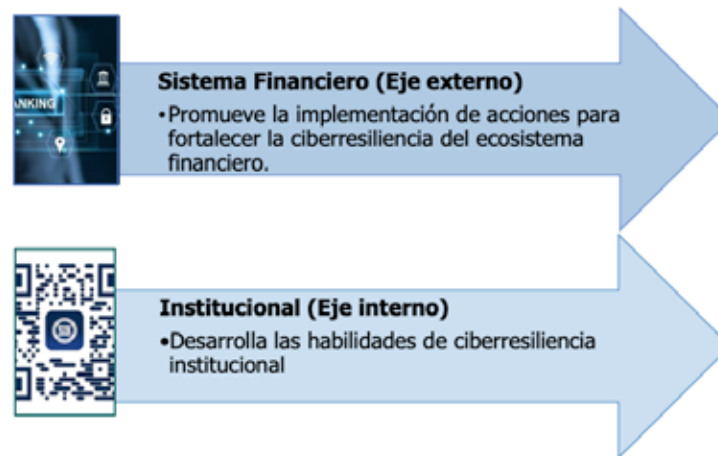 ANKING
Sistema Financiero (Eje externo)
•Promueve la implementación de acciones para
fortalecer la ciberresiliencia del ecosistema
financiero.
Institucional (Eje interno)
•Desarrolla las habilidades de ciberresiliencia
institucional